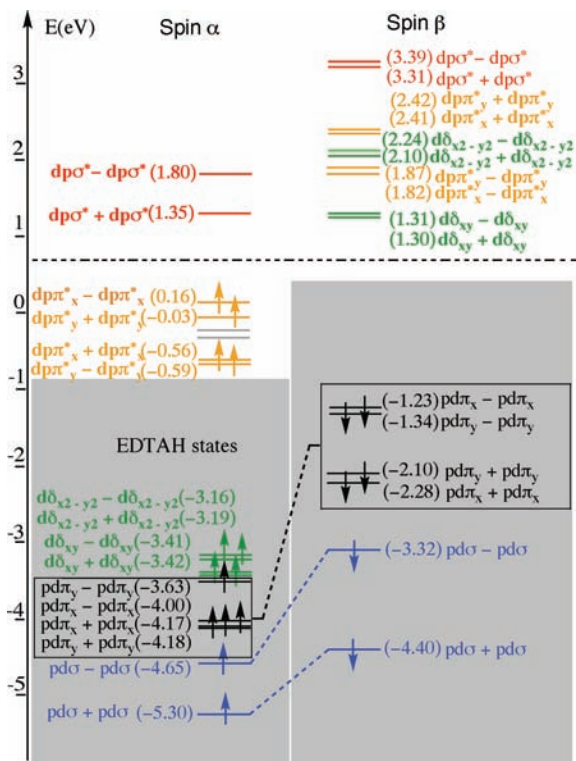 E(eV)
Spin α
Spin β
3
2
1
0
-1
-2
-3
-4
-5
dpσ* − dpσ* (1.80)
dpσ* + dpσ* (1.35)
dpπ*x − dpπ*x (0.16)
dpπ*y + dpπ*y (−0.03)
dpπ*x + dpπ*x (−0.56)
dpπ*y − dpπ*y (−0.59)
EDTAH states
dδx2 - y2 − dδx2 - y2 (−3.16)
dδx2 - y2 + dδx2 - y2 (−3.19)
dδxy − dδxy (−3.41)
dδxy + dδxy (−3.42)
pdπy − pdπy (−3.63)
pdπx − pdπx (−4.00)
pdπx + pdπx (−4.17)
pdπy + pdπy (−4.18)
pdσ − pdσ (−4.65)
pdσ + pdσ (−5.30)
(3.39) dpσ* − dpσ*
(3.31) dpσ* + dpσ*
(2.42) dpπ*y + dpπ*y
(2.41) dpπ*x + dpπ*x
(2.24) dδx2 - y2 − dδx2 - y2
(2.10) dδx2 - y2 + dδx2 - y2
(1.87) dpπ*y − dpπ*y
(1.82) dpπ*x − dpπ*x
(1.31) dδxy − dδxy
(1.30) dδxy + dδxy
(−1.23) pdπx − pdπx
(−1.34) pdπy − pdπy
(−2.10) pdπy + pdπy
(−2.28) pdπx + pdπx
(−3.32) pdσ − pdσ
(−4.40) pdσ + pdσ